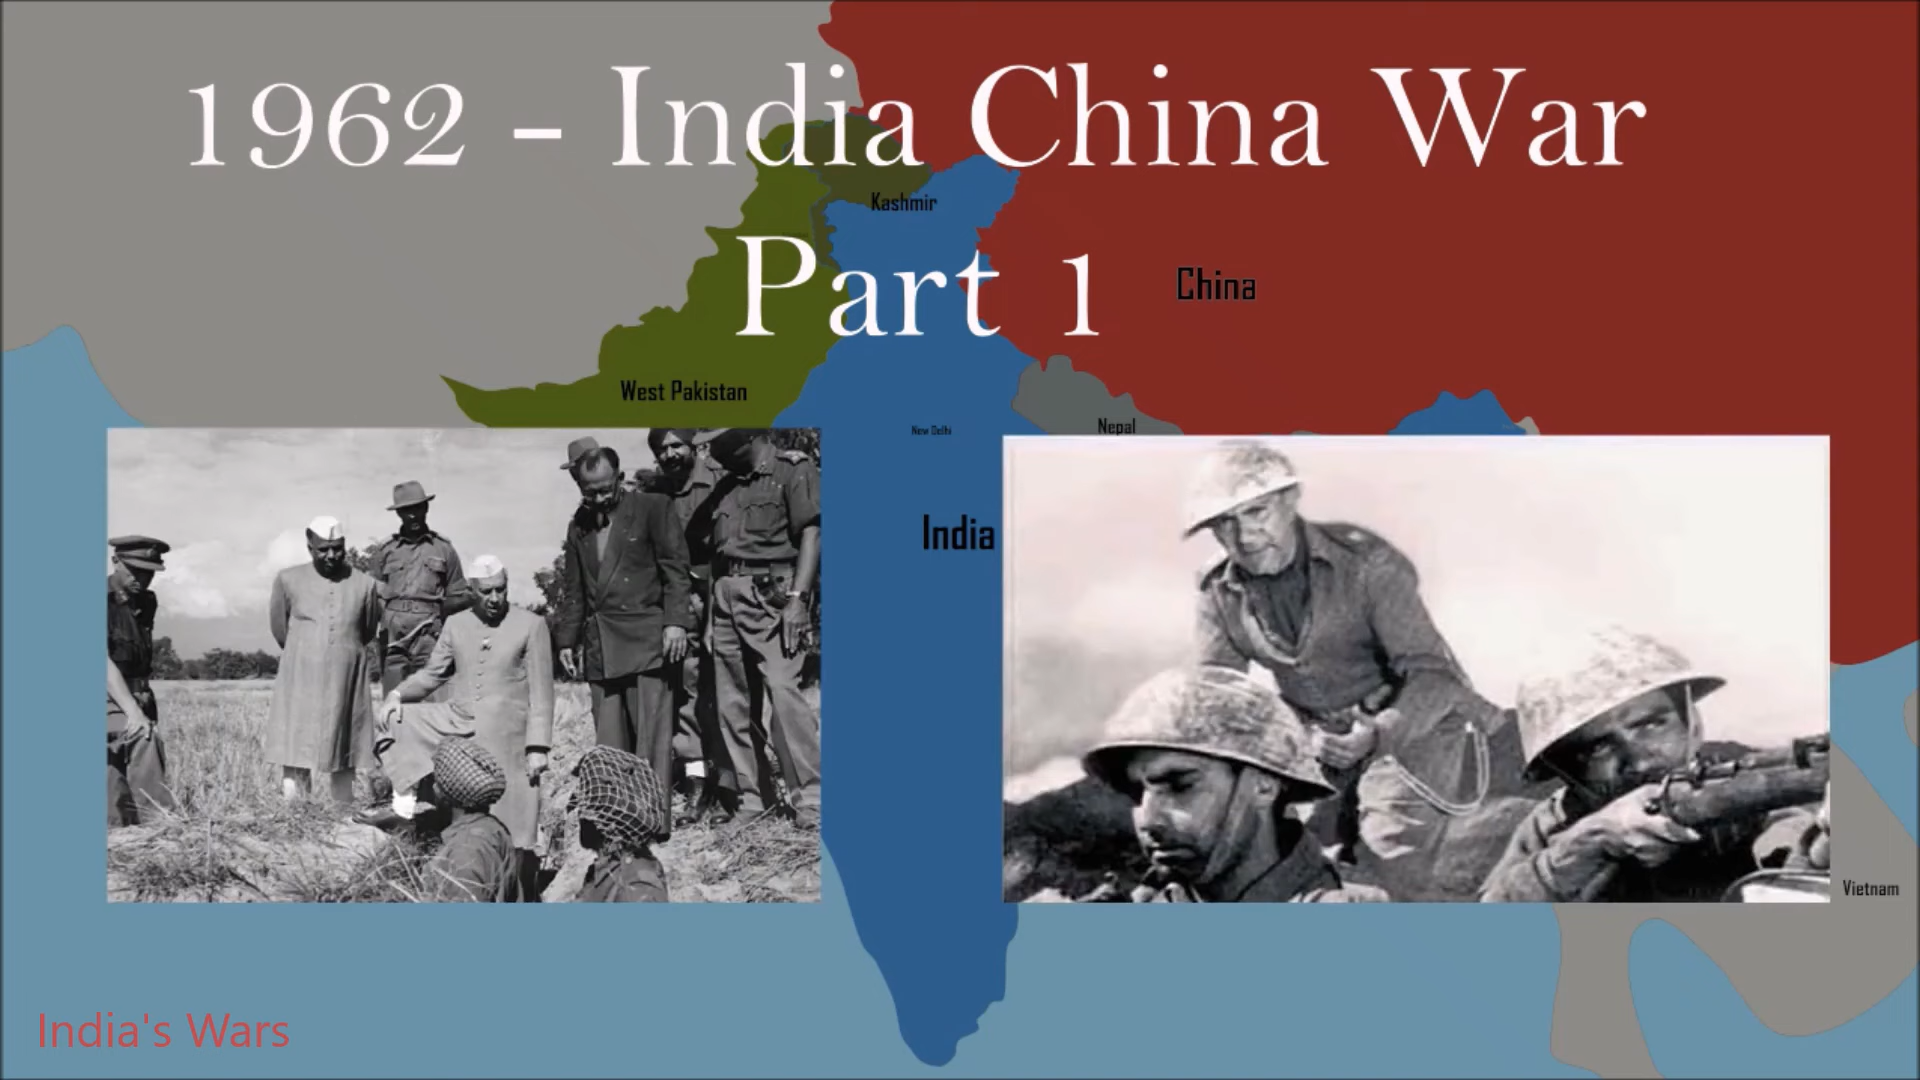 1962 - India China War
Part 1
Kashmir
China
West Pakistan
New Delhi
Nepal
India
Vietnam
India's Wars